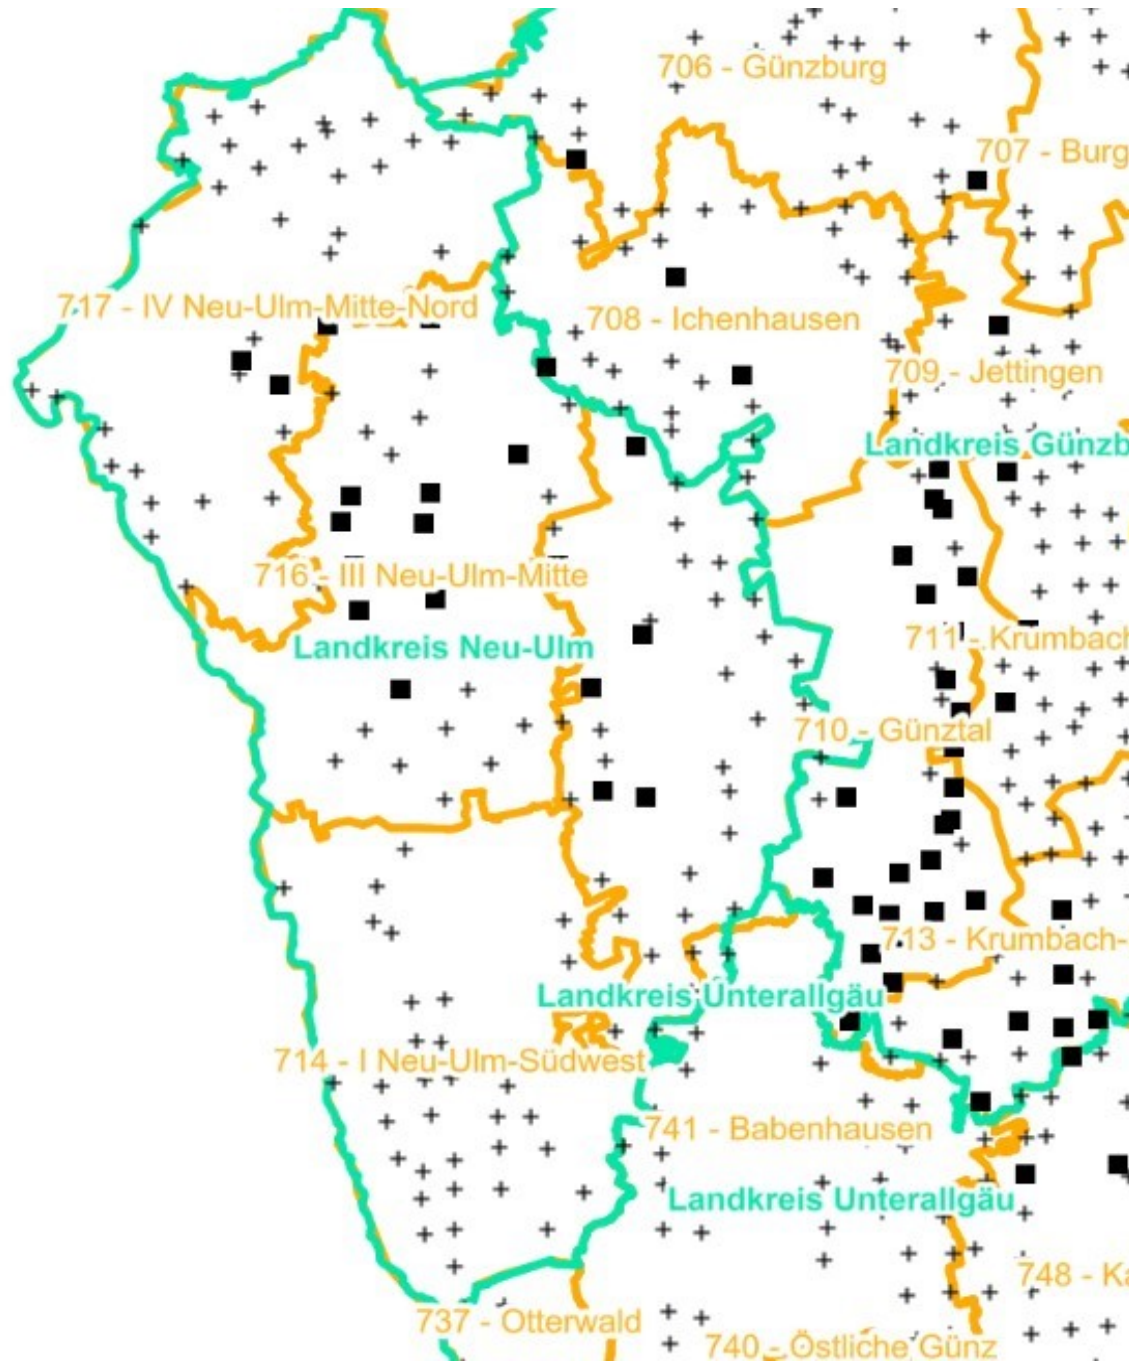 706 - Günzburg
707 - Burg
717 - IV Neu-Ulm-Mitte-Nord
708 - Ichenhausen
709 - Jettingen
Landkreis Günzb
716 - III Neu-Ulm-Mitte
711 - Krumbach
Landkreis Neu-Ulm
710 - Günztal
713 - Krumbach-
Landkreis Unterallgäu
714 - I Neu-Ulm-Südwest
741 - Babenhausen
Landkreis Unterallgäu
748 - Ka
737 - Otterwald
740 - Östliche Günz